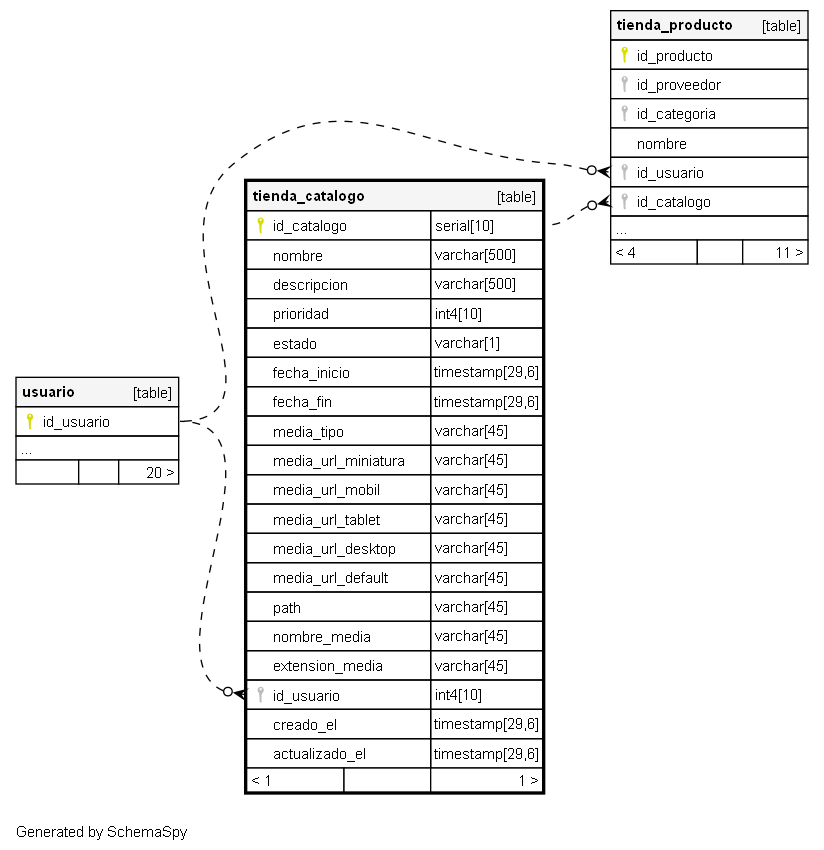 tienda_producto [table]
id_producto
id_proveedor
id_categoria
nombre
id_usuario
id_catalogo
...
< 4 11 >
tienda_catalogo [table]
id_catalogo serial[10]
nombre varchar[500]
descripcion varchar[500]
prioridad int4[10]
estado varchar[1]
fecha_inicio timestamp[29,6]
fecha_fin timestamp[29,6]
media_tipo varchar[45]
media_url_miniatura varchar[45]
media_url_mobil varchar[45]
media_url_tablet varchar[45]
media_url_desktop varchar[45]
media_url_default varchar[45]
path varchar[45]
nombre_media varchar[45]
extension_media varchar[45]
id_usuario int4[10]
creado_el timestamp[29,6]
actualizado_el timestamp[29,6]
< 1 1 >
usuario [table]
id_usuario
...
20 >
Generated by SchemaSpy